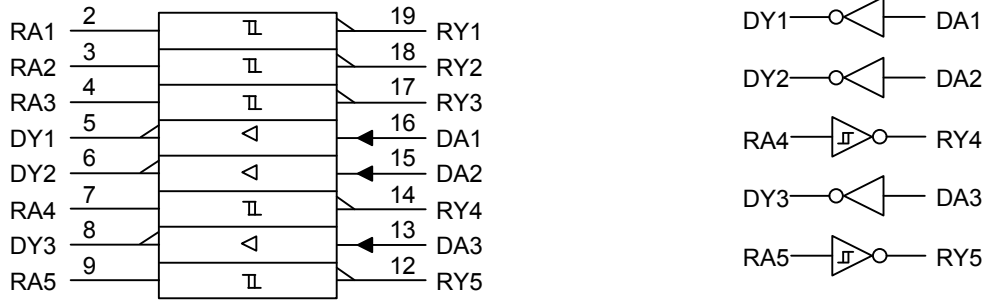 RA1 2 19 RY1
RA2 3 18 RY2
RA3 4 17 RY3
DY1 5 16 DA1
DY2 6 15 DA2
RA4 7 14 RY4
DY3 8 13 DA3
RA5 9 12 RY5
DY1 DA1
DY2 DA2
RA4 RY4
DY3 DA3
RA5 RY5